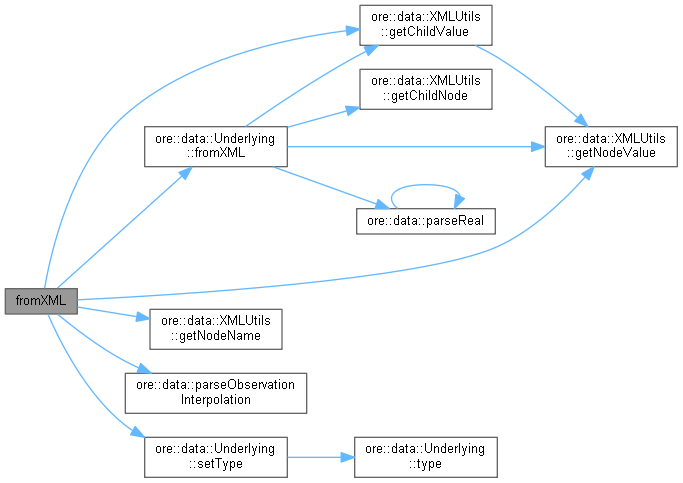 ore::data::XMLUtils
::getChildValue
ore::data::XMLUtils
::getChildNode
ore::data::Underlying
::fromXML
ore::data::XMLUtils
::getNodeValue
ore::data::parseReal
fromXML
ore::data::XMLUtils
::getNodeName
ore::data::parseObservation
Interpolation
ore::data::Underlying
::setType
ore::data::Underlying
::type